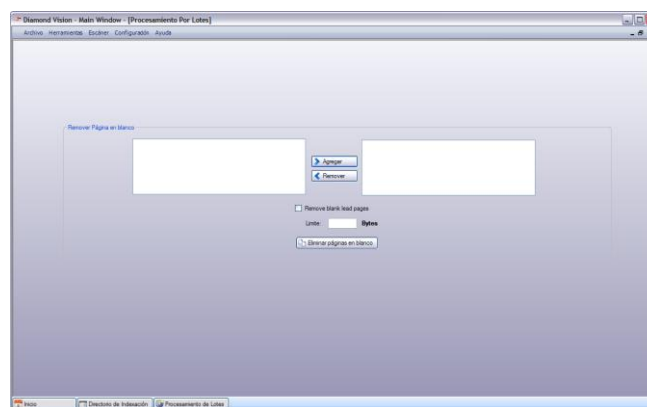 Diamond Vision - Main Window - [Procesamiento Por Lotes]
Archivo Herramientas Escáner Configuración Ayuda
Remover Página en blanco
Agregar
Remover
Remove blank lead pages
Limite: Bytes
Eliminar páginas en blanco
Inicio Directorio de Indexación Procesamiento de Lotes